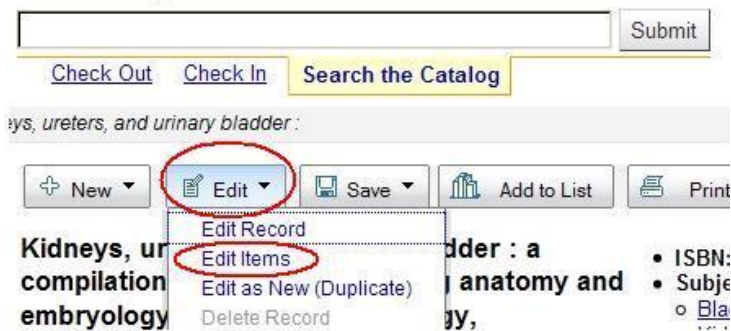 Submit
Check Out Check In Search the Catalog
ys, ureters, and urinary bladder :
New Edit Save Add to List Print
Edit Record
Edit Items
Edit as New (Duplicate)
Delete Record
Kidneys, ur dder : a
compilation anatomy and
embryology gy,
ISBN:
Subje
Bla